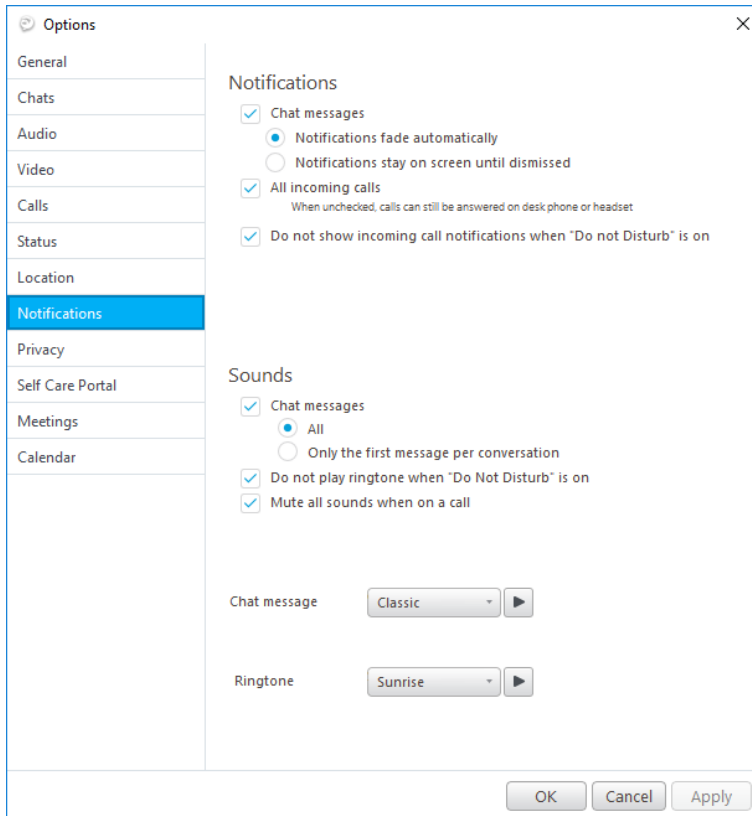 Options
General
Chats
Audio
Video
Calls
Status
Location
Notifications
Privacy
Self Care Portal
Meetings
Calendar
Notifications
Chat messages
Notifications fade automatically
Notifications stay on screen until dismissed
All incoming calls
When unchecked, calls can still be answered on desk phone or headset
Do not show incoming call notifications when "Do not Disturb" is on
Sounds
Chat messages
All
Only the first message per conversation
Do not play ringtone when "Do Not Disturb" is on
Mute all sounds when on a call
Chat message Classic
Ringtone Sunrise
OK Cancel Apply